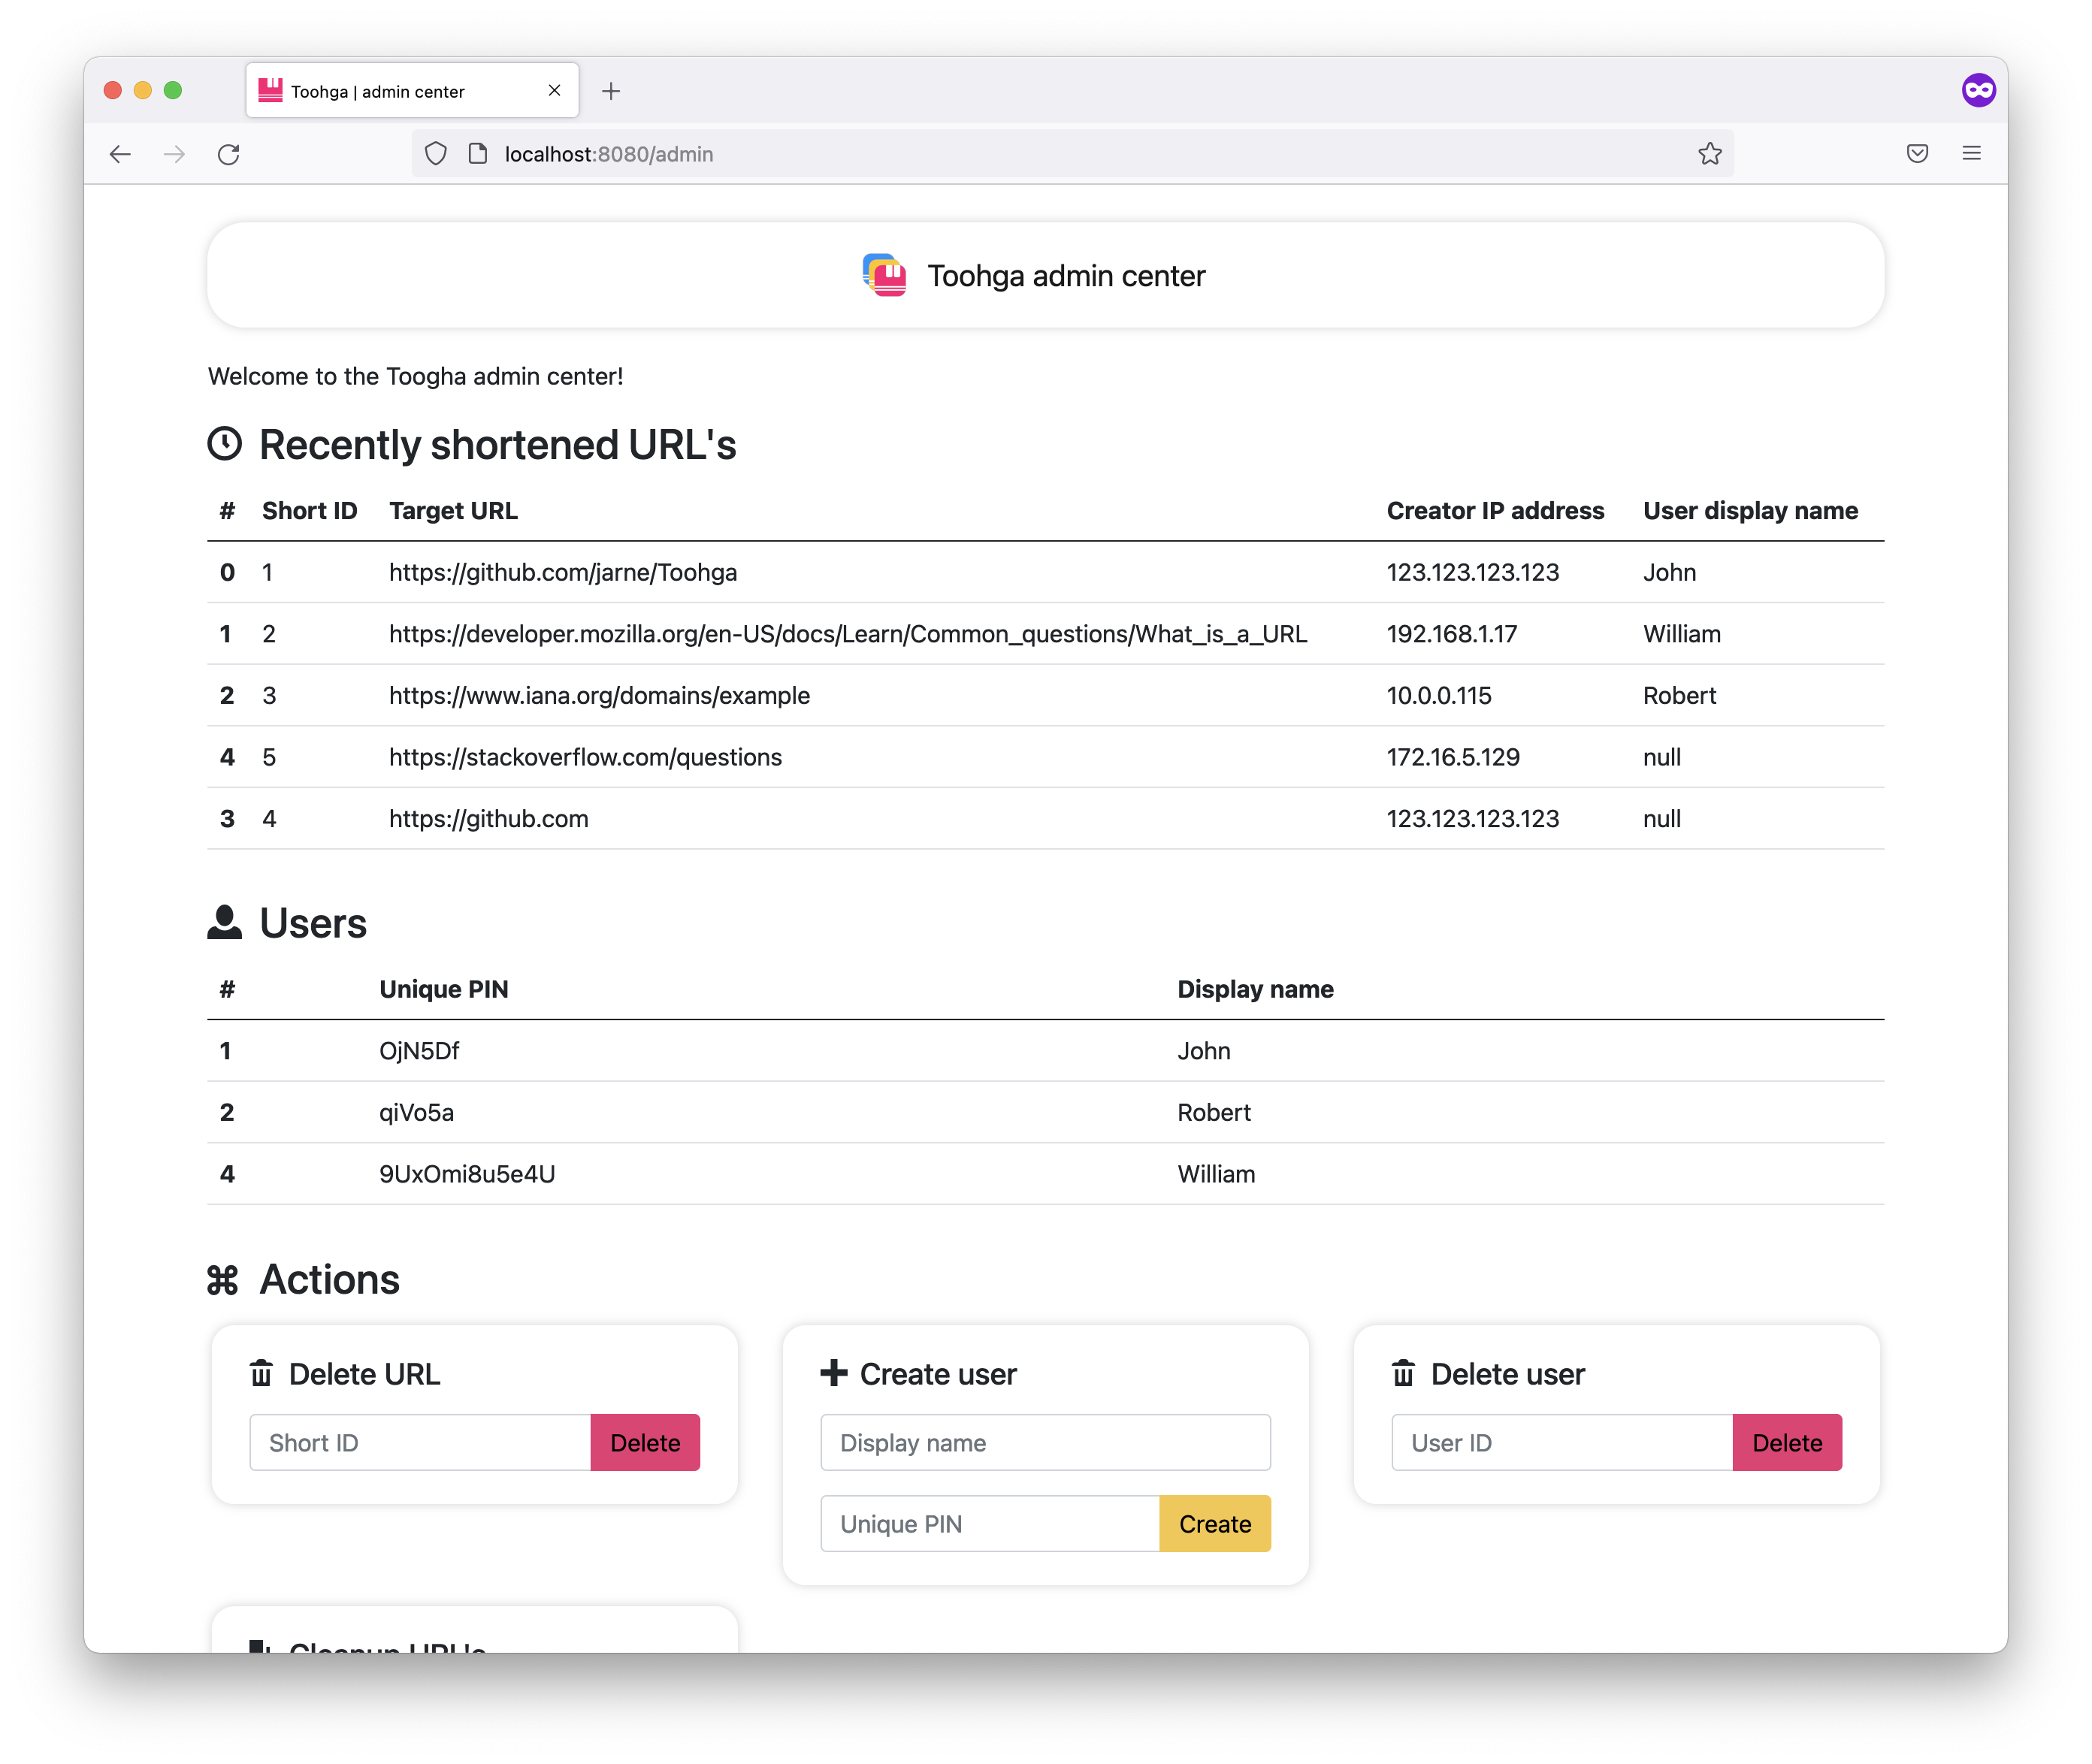 Toohga | admin center
localhost:8080/admin
Toohga admin center
Welcome to the Toogha admin center!
Recently shortened URL's
# Short ID Target URL Creator IP address User display name
0 1 https://github.com/jarne/Toohga 123.123.123.123 John
1 2 https://developer.mozilla.org/en-US/docs/Learn/Common_questions/What_is_a_URL 192.168.1.17 William
2 3 https://www.iana.org/domains/example 10.0.0.115 Robert
4 5 https://stackoverflow.com/questions 172.16.5.129 null
3 4 https://github.com 123.123.123.123 null
Users
# Unique PIN Display name
1 OjN5Df John
2 qiVo5a Robert
4 9UxOmi8u5e4U William
Actions
Delete URL
Short ID Delete
Create user
Display name
Unique PIN Create
Delete user
User ID Delete
Cleanup URL's